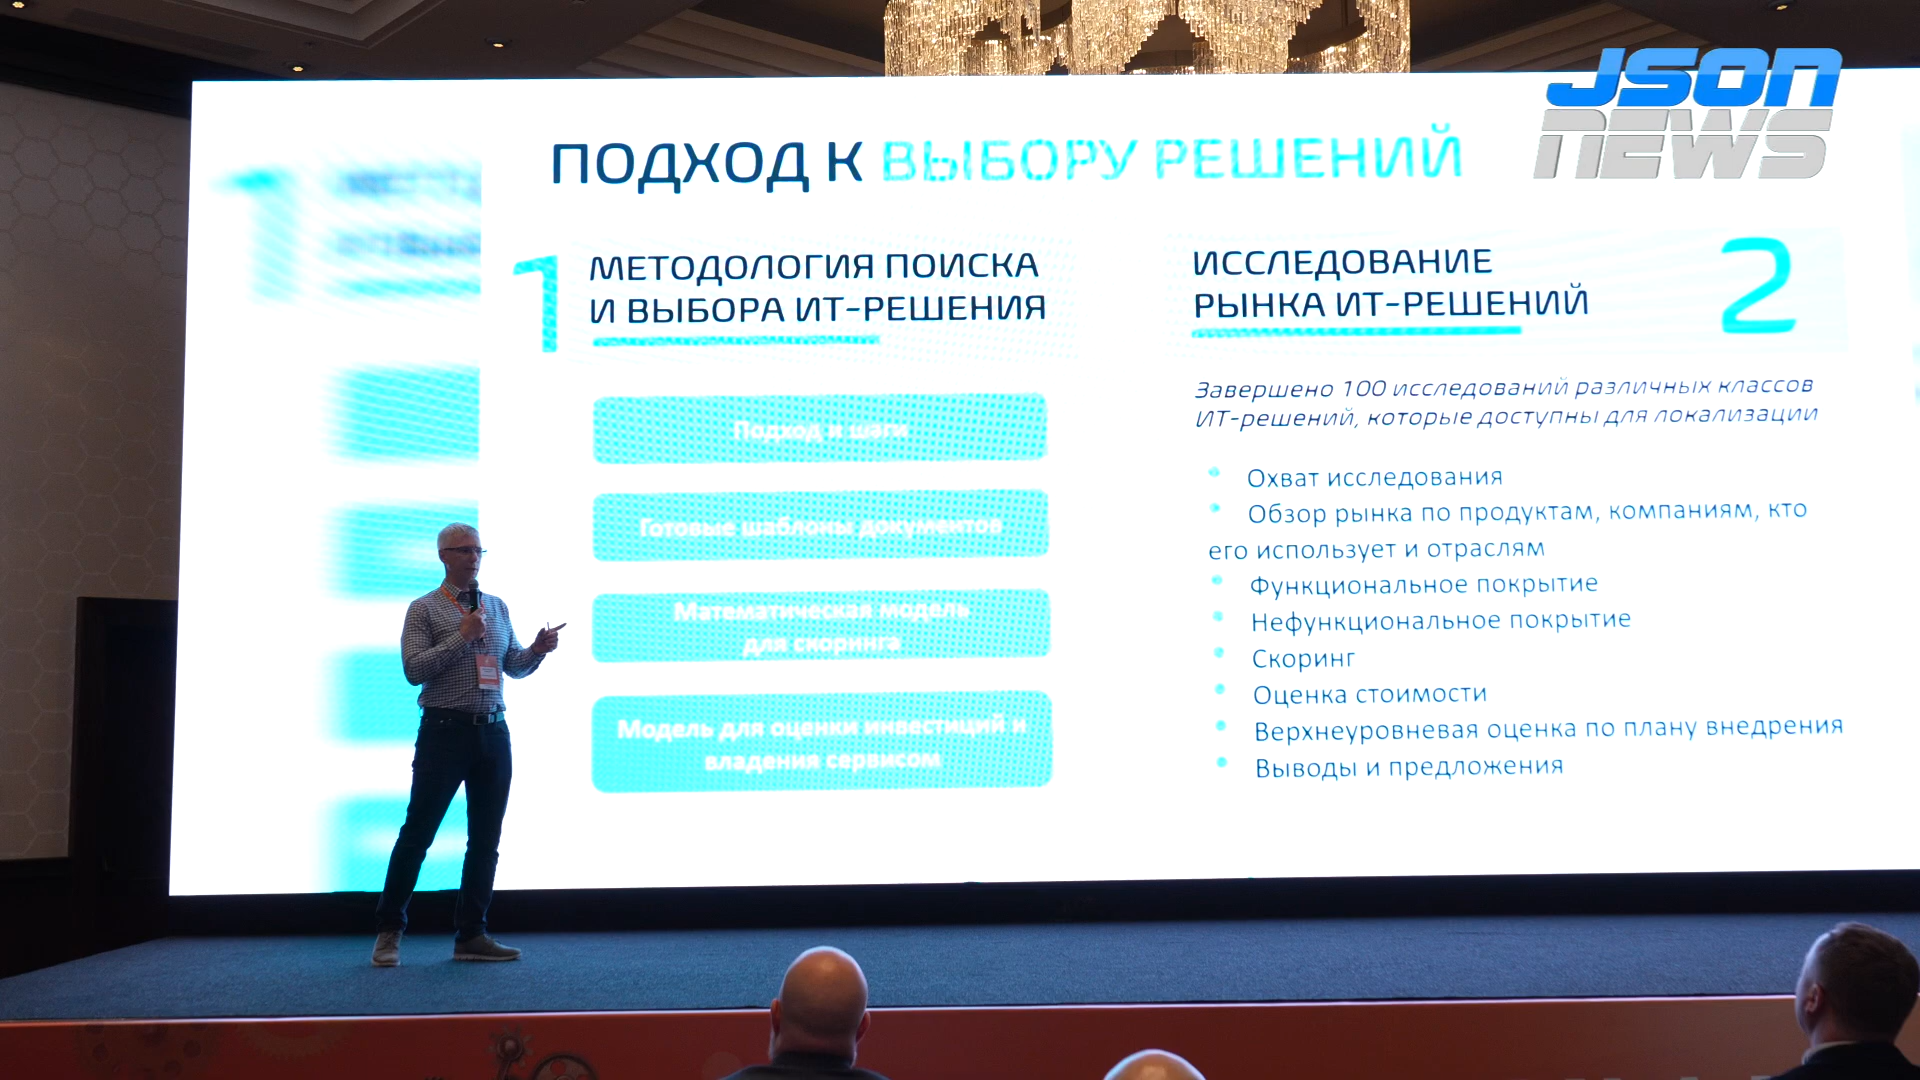 JSON
NEWS
ПОДХОД К ВЫБОРУ РЕШЕНИЙ
1
МЕТОДОЛОГИЯ ПОИСКА
И ВЫБОРА ИТ-РЕШЕНИЯ
Подход и шаги
Готовые шаблоны документов
Математическая модель
для скоринга
Модель для оценки инвестиций и
владения сервисом
ИССЛЕДОВАНИЕ
РЫНКА ИТ-РЕШЕНИЙ
2
Завершено 100 исследований различных классов
ИТ-решений, которые доступны для локализации
• Охват исследования
• Обзор рынка по продуктам, компаниям, кто
его использует и отраслям
• Функциональное покрытие
• Нефункциональное покрытие
• Скоринг
• Оценка стоимости
• Верхнеуровневая оценка по плану внедрения
• Выводы и предложения